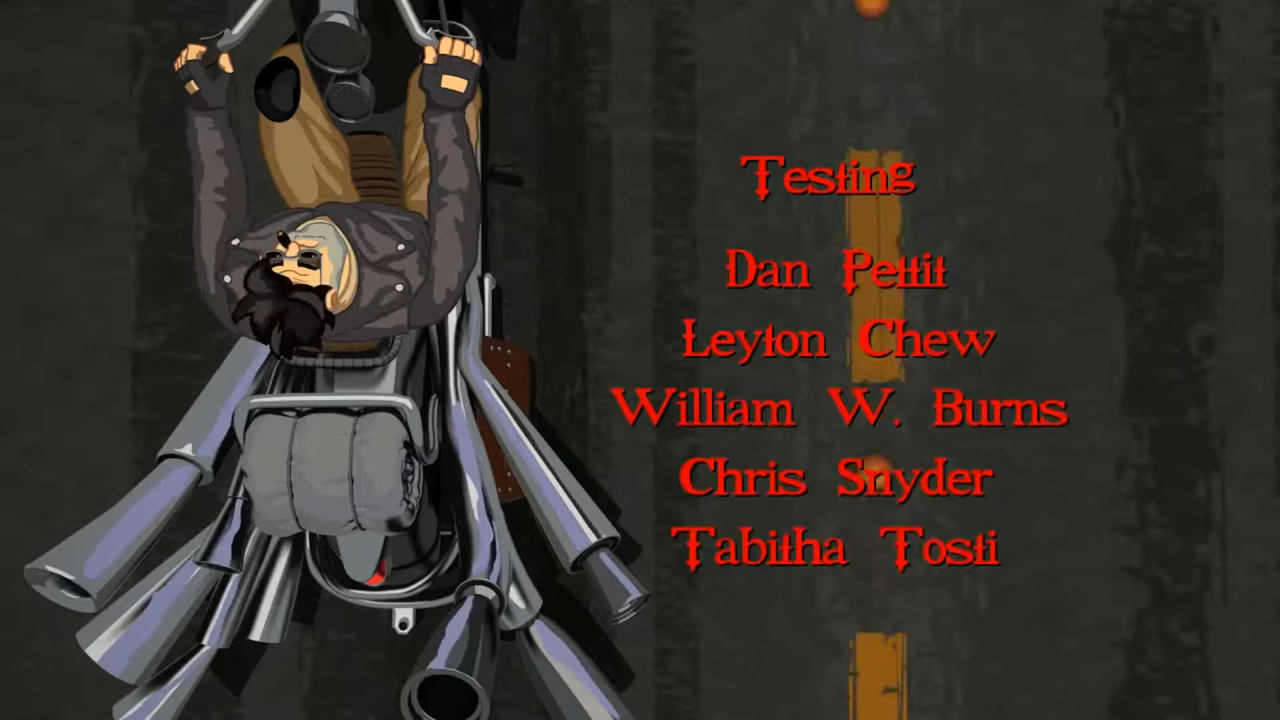 Testing
Dan Pettit
Leyton Chew
William W. Burns
Chris Snyder
Tabitha Tosti